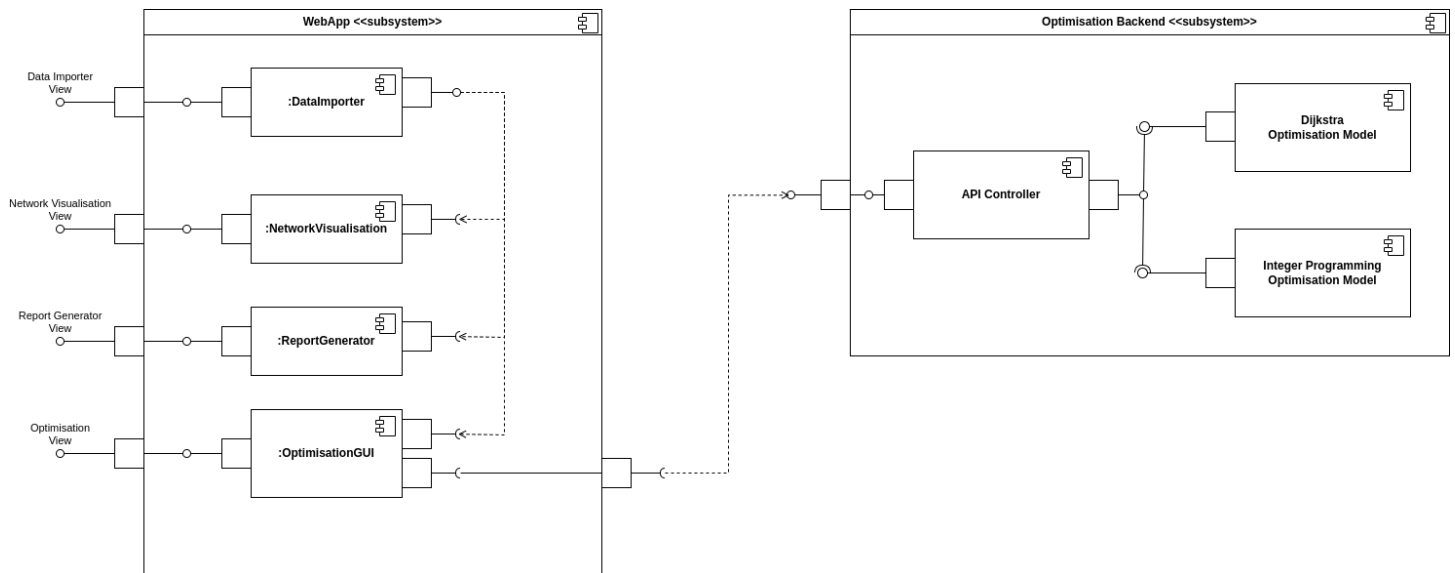 WebApp <<subsystem>>
Data Importer
View
:DataImporter
Network Visualisation
View
:NetworkVisualisation
Report Generator
View
:ReportGenerator
Optimisation
View
:OptimisationGUI
Optimisation Backend <<subsystem>>
API Controller
Dijkstra
Optimisation Model
Integer Programming
Optimisation Model